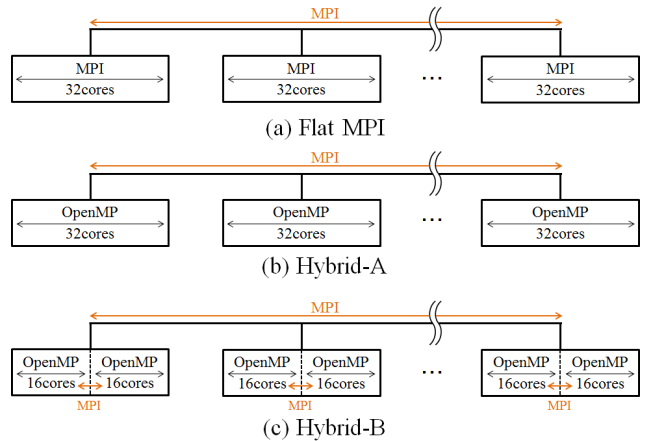 MPI
MPI MPI ... MPI
32cores 32cores 32cores
(a) Flat MPI
MPI
OpenMP OpenMP ... OpenMP
32cores 32cores 32cores
(b) Hybrid-A
MPI
OpenMP OpenMP OpenMP OpenMP ... OpenMP OpenMP
16cores 16cores 16cores 16cores 16cores 16cores
MPI MPI MPI
(c) Hybrid-B